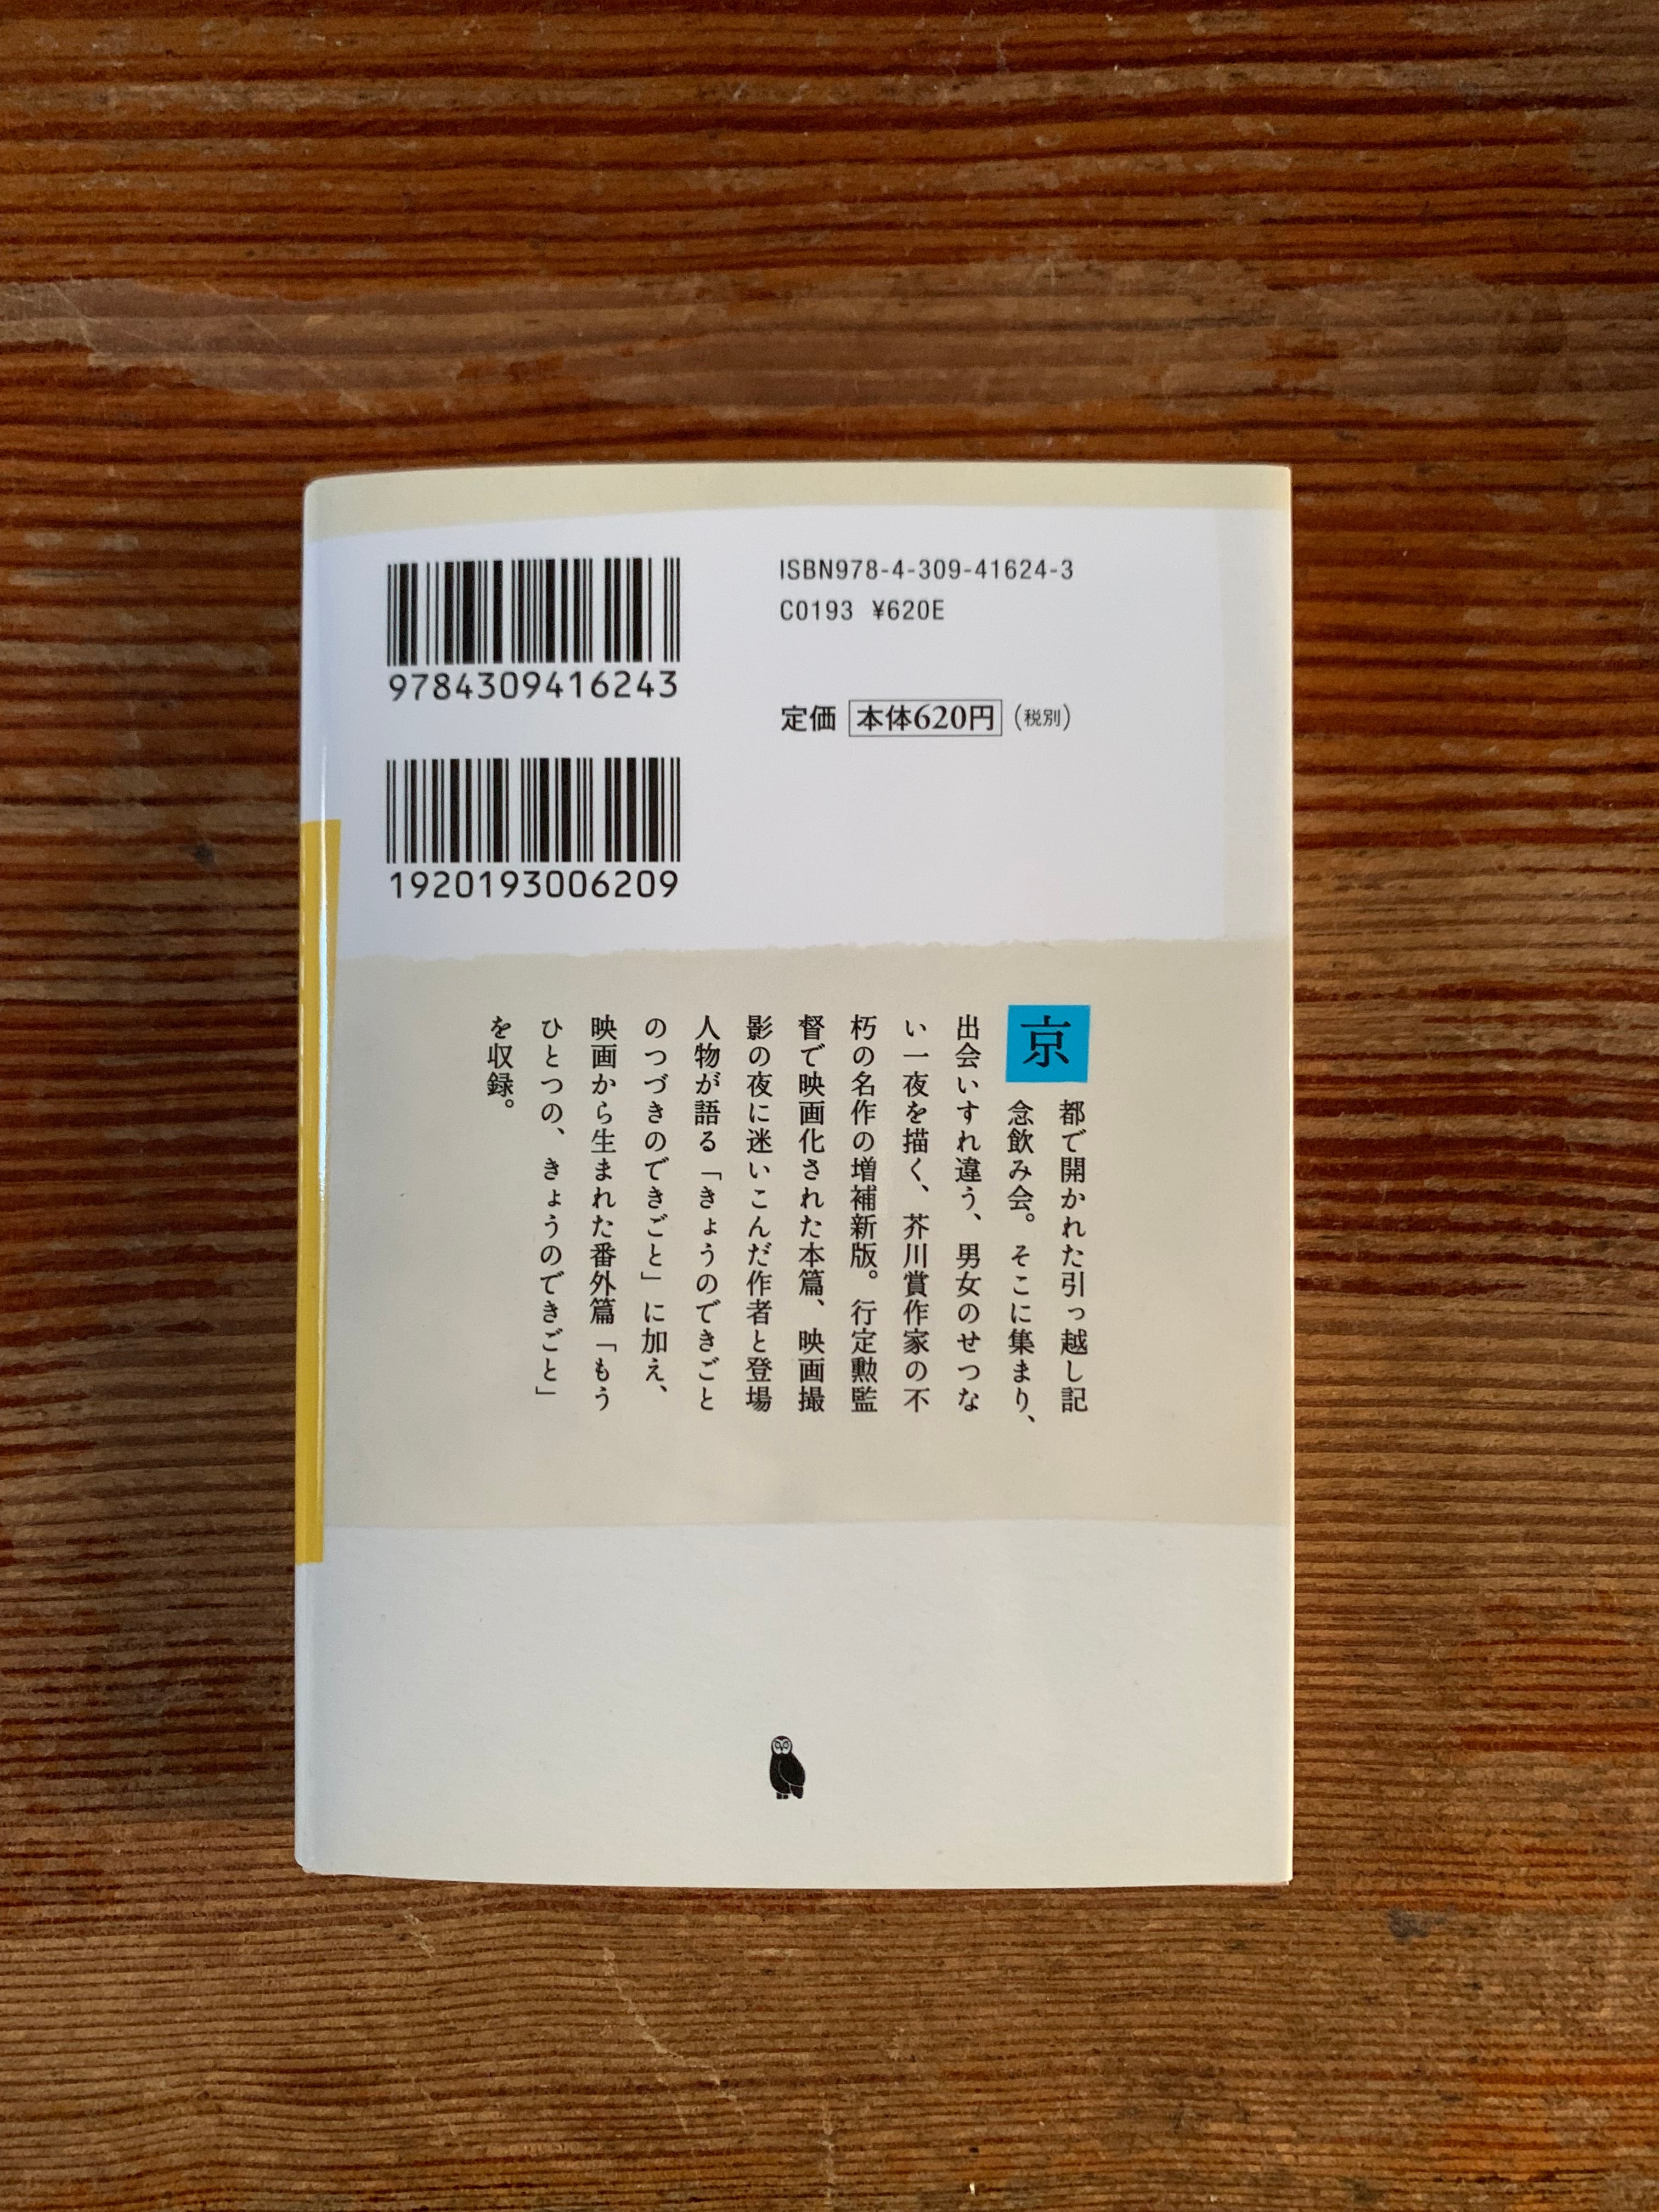 9784309416243
ISBN978-4-309-41624-3
C0193 ¥620E
定価 本体620円 (税別)
1920193006209
京都で開かれた引っ越し記
念飲み会。そこに集まり、
出会いすれ違う、男女のせつな
い一夜を描く、芥川賞作家の不
朽の名作の増補新版。行定勲監
督で映画化された本篇、映画撮
影の夜に迷いこんだ作者と登場
人物が語る「きょうのできごと
のつづきのできごと」に加え、
映画から生まれた番外篇「もう
ひとつの、きょうのできごと」
を収録。